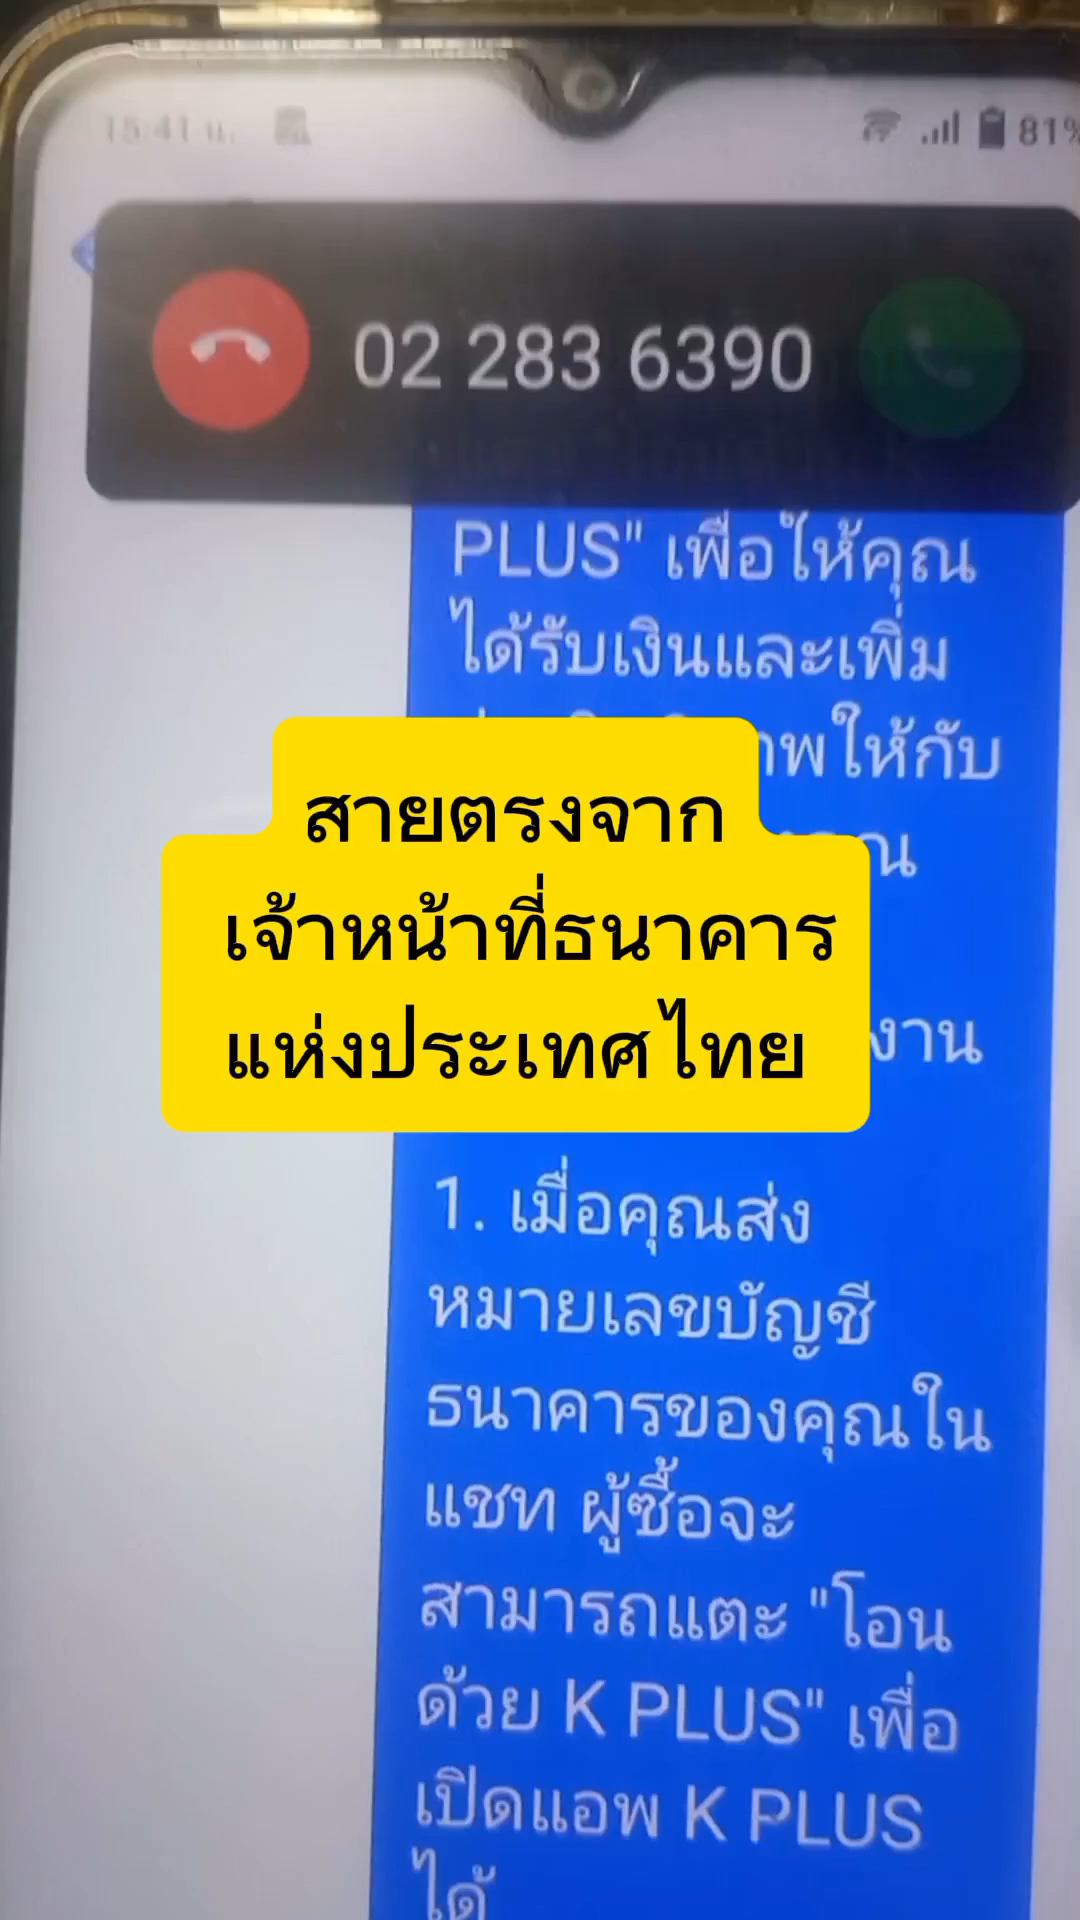 15:41 น.
81%
02 283 6390
PLUS" เพื่อให้คุณ
ได้รับเงินและเพิ่ม
ให้กับ
สายตรงจาก
เจ้าหน้าที่ธนาคาร
แห่งประเทศไทย
งาน
1. เมื่อคุณส่ง
หมายเลขบัญชี
ธนาคารของคุณใน
แชท ผู้ซื้อจะ
สามารถแตะ "โอน
ด้วย K PLUS" เพื่อ
เปิดแอพ K PLUS
ได้